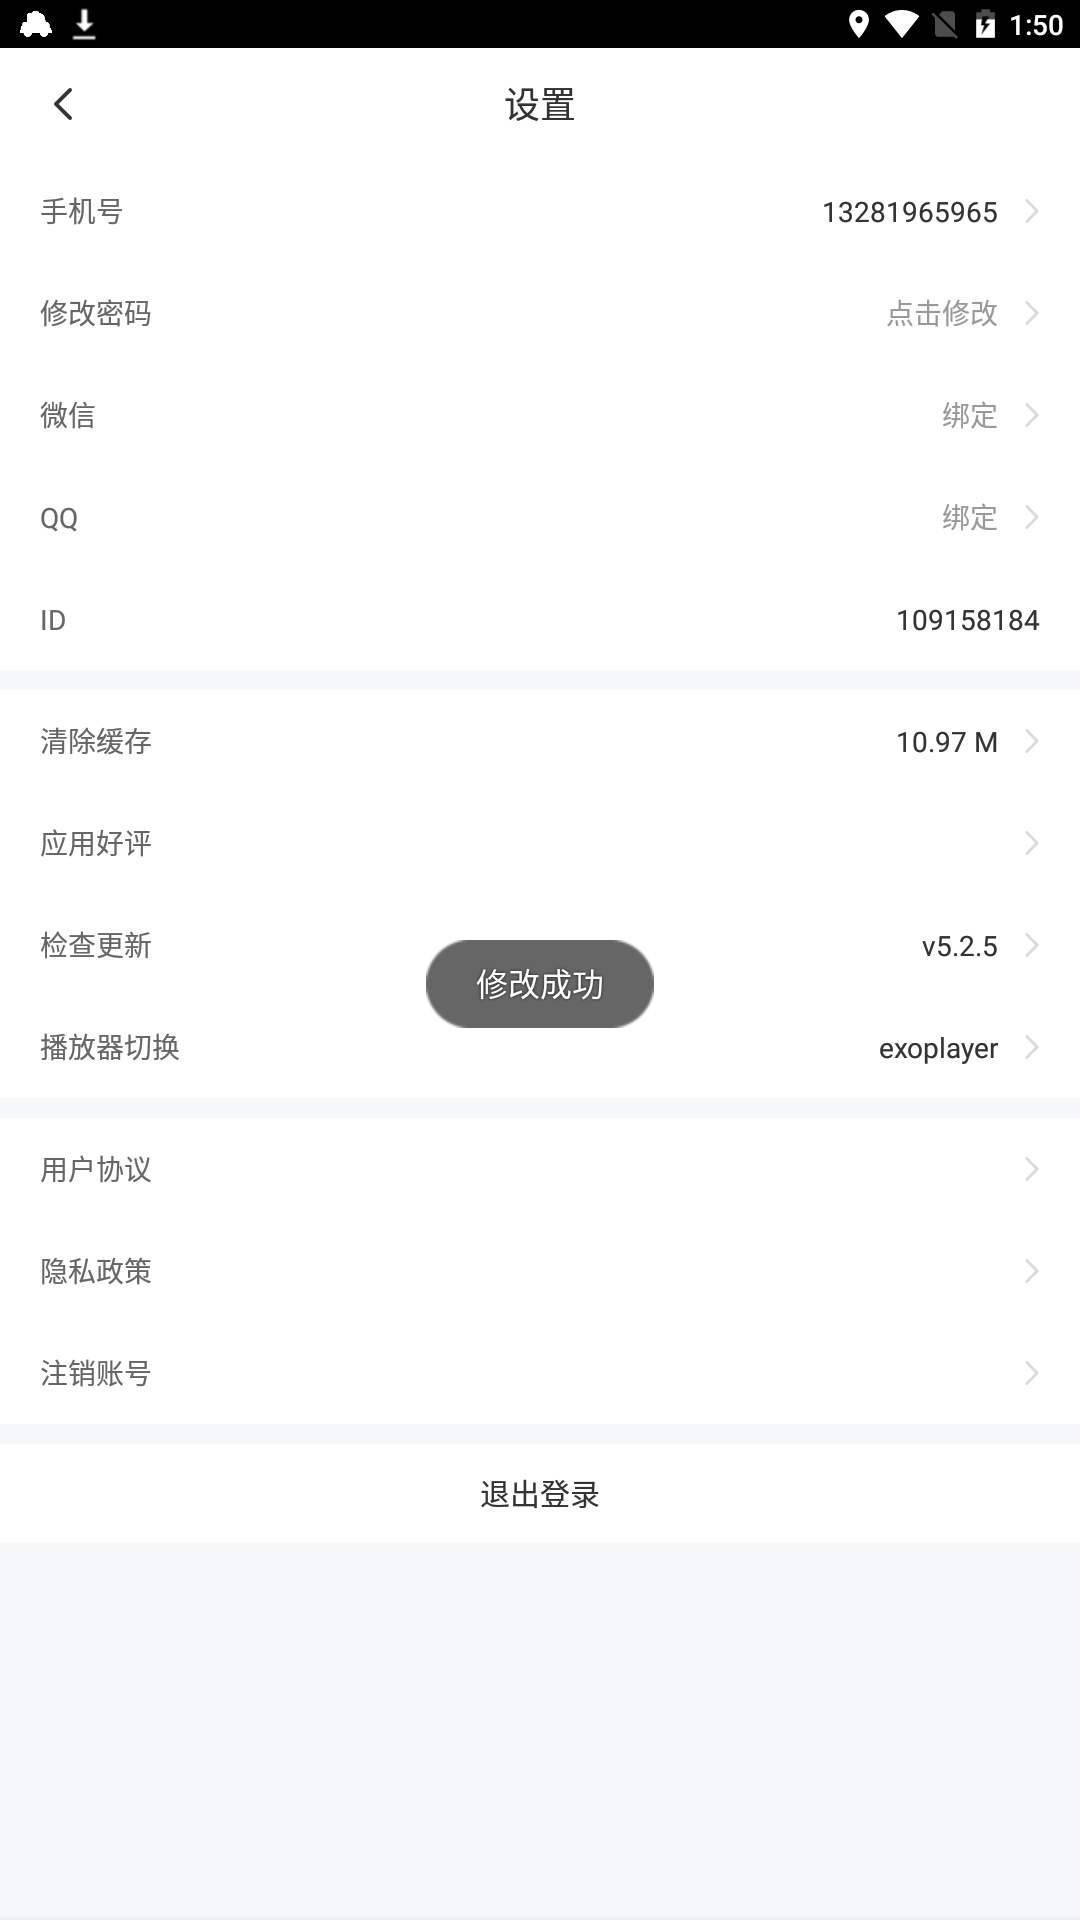 1:50
设置
手机号 13281965965
修改密码 点击修改
微信 绑定
QQ 绑定
ID 109158184
清除缓存 10.97 M
应用好评
检查更新 v5.2.5
修改成功
播放器切换 exoplayer
用户协议
隐私政策
注销账号
退出登录